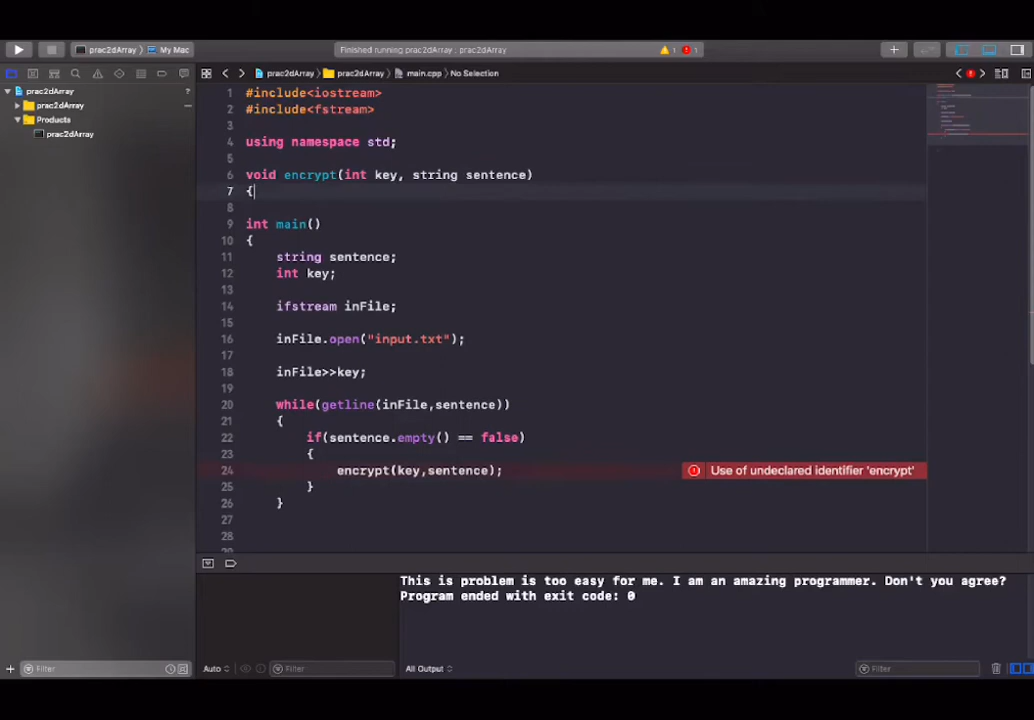 prac2dArray
My Mac
Finished running prac2dArray : prac2dArray
1
1
prac2dArray
prac2dArray
main.cpp
No Selection
prac2dArray
?
prac2dArray
Products
prac2dArray
1 #include<iostream>
2 #include<fstream>
3
4 using namespace std;
5
6 void encrypt(int key, string sentence)
7 {
8
9 int main()
10 {
11 string sentence;
12 int key;
13
14 ifstream inFile;
15
16 inFile.open("input.txt");
17
18 inFile>>key;
19
20 while(getline(inFile,sentence))
21 {
22 if(sentence.empty() == false)
23 {
24 encrypt(key,sentence); Use of undeclared identifier 'encrypt'
25 }
26 }
27
28
This is problem is too easy for me. I am an amazing programmer. Don't you agree?
Program ended with exit code: 0
Filter
Auto
Filter
All Output
Filter